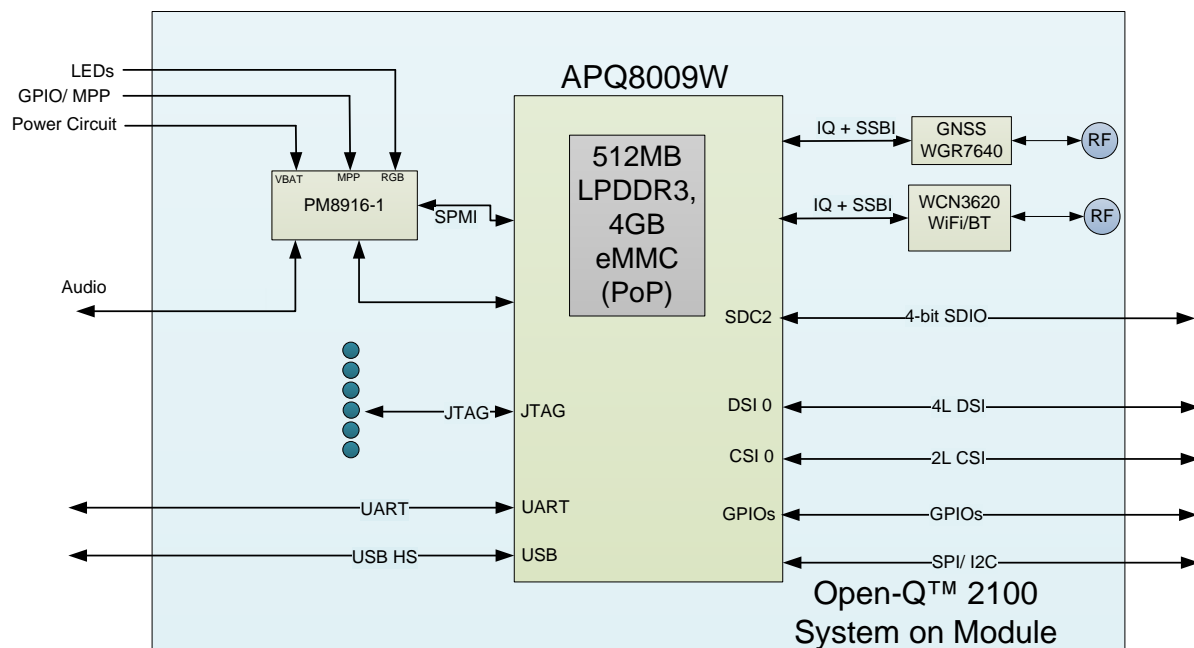 APQ8009W
LEDs
GPIO/ MPP
Power Circuit
VBAT
MPP
RGB
PM8916-1
SPMI
Audio
512MB
LPDDR3,
4GB
eMMC
(PoP)
IQ + SSBI
GNSS
WGR7640
RF
IQ + SSBI
WCN3620
WiFi/BT
RF
SDC2
4-bit SDIO
JTAG
JTAG
DSI 0
4L DSI
CSI 0
2L CSI
UART
UART
GPIOs
GPIOs
USB HS
USB
SPI/ I2C
Open-Q™ 2100
System on Module